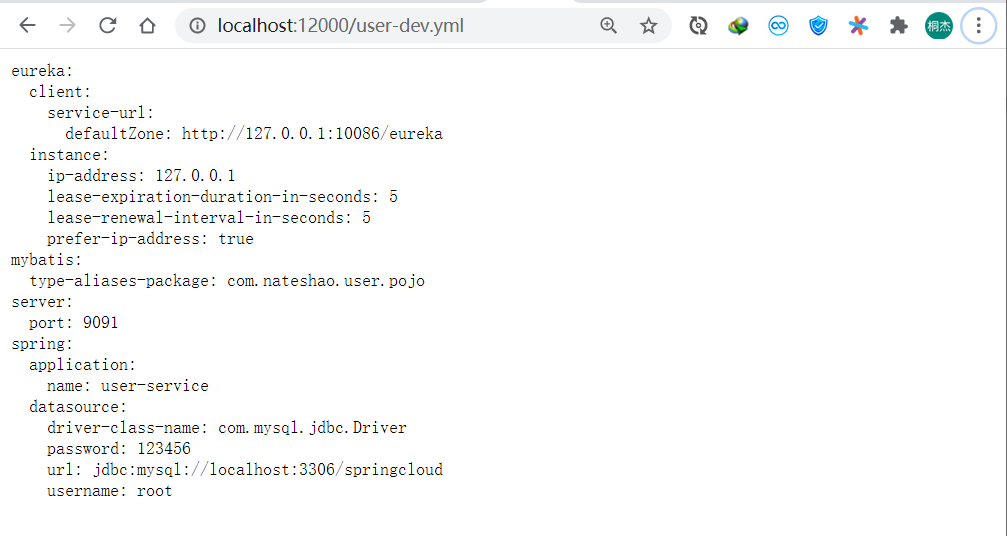 localhost:12000/user-dev.yml
桐杰
eureka:
  client:
    service-url:
      defaultZone: http://127.0.0.1:10086/eureka
  instance:
    ip-address: 127.0.0.1
    lease-expiration-duration-in-seconds: 5
    lease-renewal-interval-in-seconds: 5
    prefer-ip-address: true
mybatis:
  type-aliases-package: com.nateshao.user.pojo
server:
  port: 9091
spring:
  application:
    name: user-service
  datasource:
    driver-class-name: com.mysql.jdbc.Driver
    password: 123456
    url: jdbc:mysql://localhost:3306/springcloud
    username: root